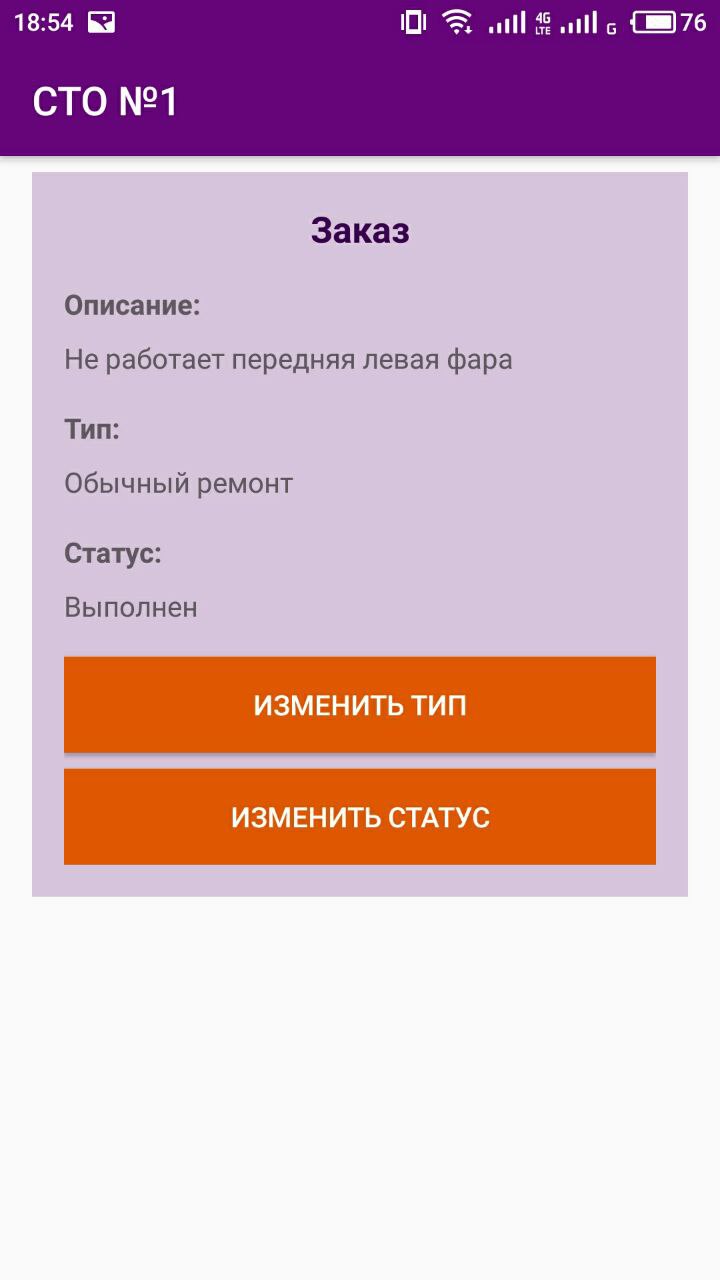 18:54
4G
LTE
G
76
СТО №1
Заказ
Описание:
Не работает передняя левая фара
Тип:
Обычный ремонт
Статус:
Выполнен
ИЗМЕНИТЬ ТИП
ИЗМЕНИТЬ СТАТУС